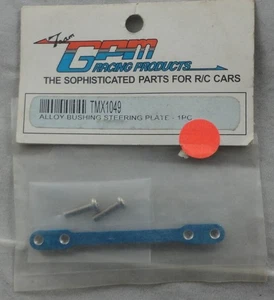 GPM
RACING PRODUCTS
THE SOPHISTICATED PARTS FOR R/C CARS
TMX1049
ALLOY BUSHING STEERING PLATE - 1PC